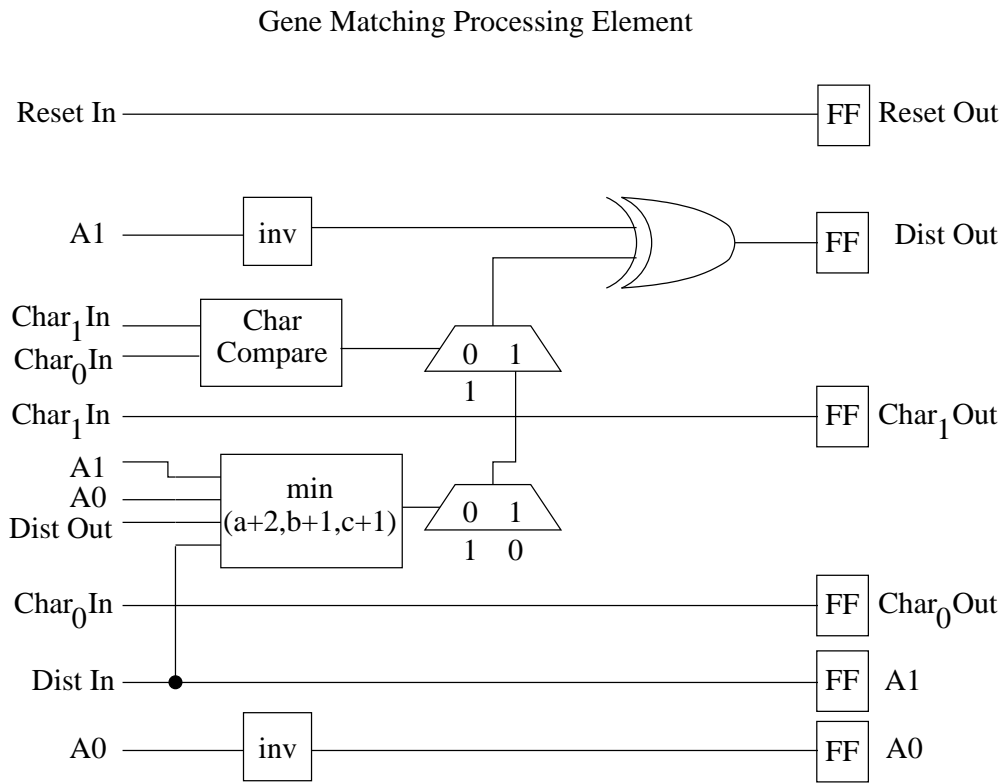 Gene Matching Processing Element
Reset In
FF
Reset Out
A1
inv
FF
Dist Out
Char1In
Char0In
Char
Compare
0 1
1
Char1In
FF
Char1Out
A1
A0
Dist Out
min
(a+2,b+1,c+1)
0 1
1 0
Char0In
FF
Char0Out
Dist In
FF
A1
A0
inv
FF
A0